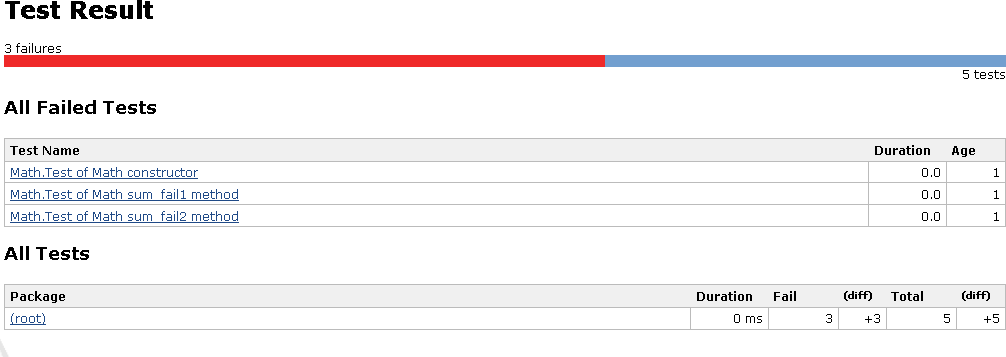 Test Result
3 failures
5 tests
All Failed Tests
Test Name Duration Age
Math.Test of Math constructor 0.0 1
Math.Test of Math sum_fail1 method 0.0 1
Math.Test of Math sum_fail2 method 0.0 1
All Tests
Package Duration Fail (diff) Total (diff)
(root) 0 ms 3 +3 5 +5